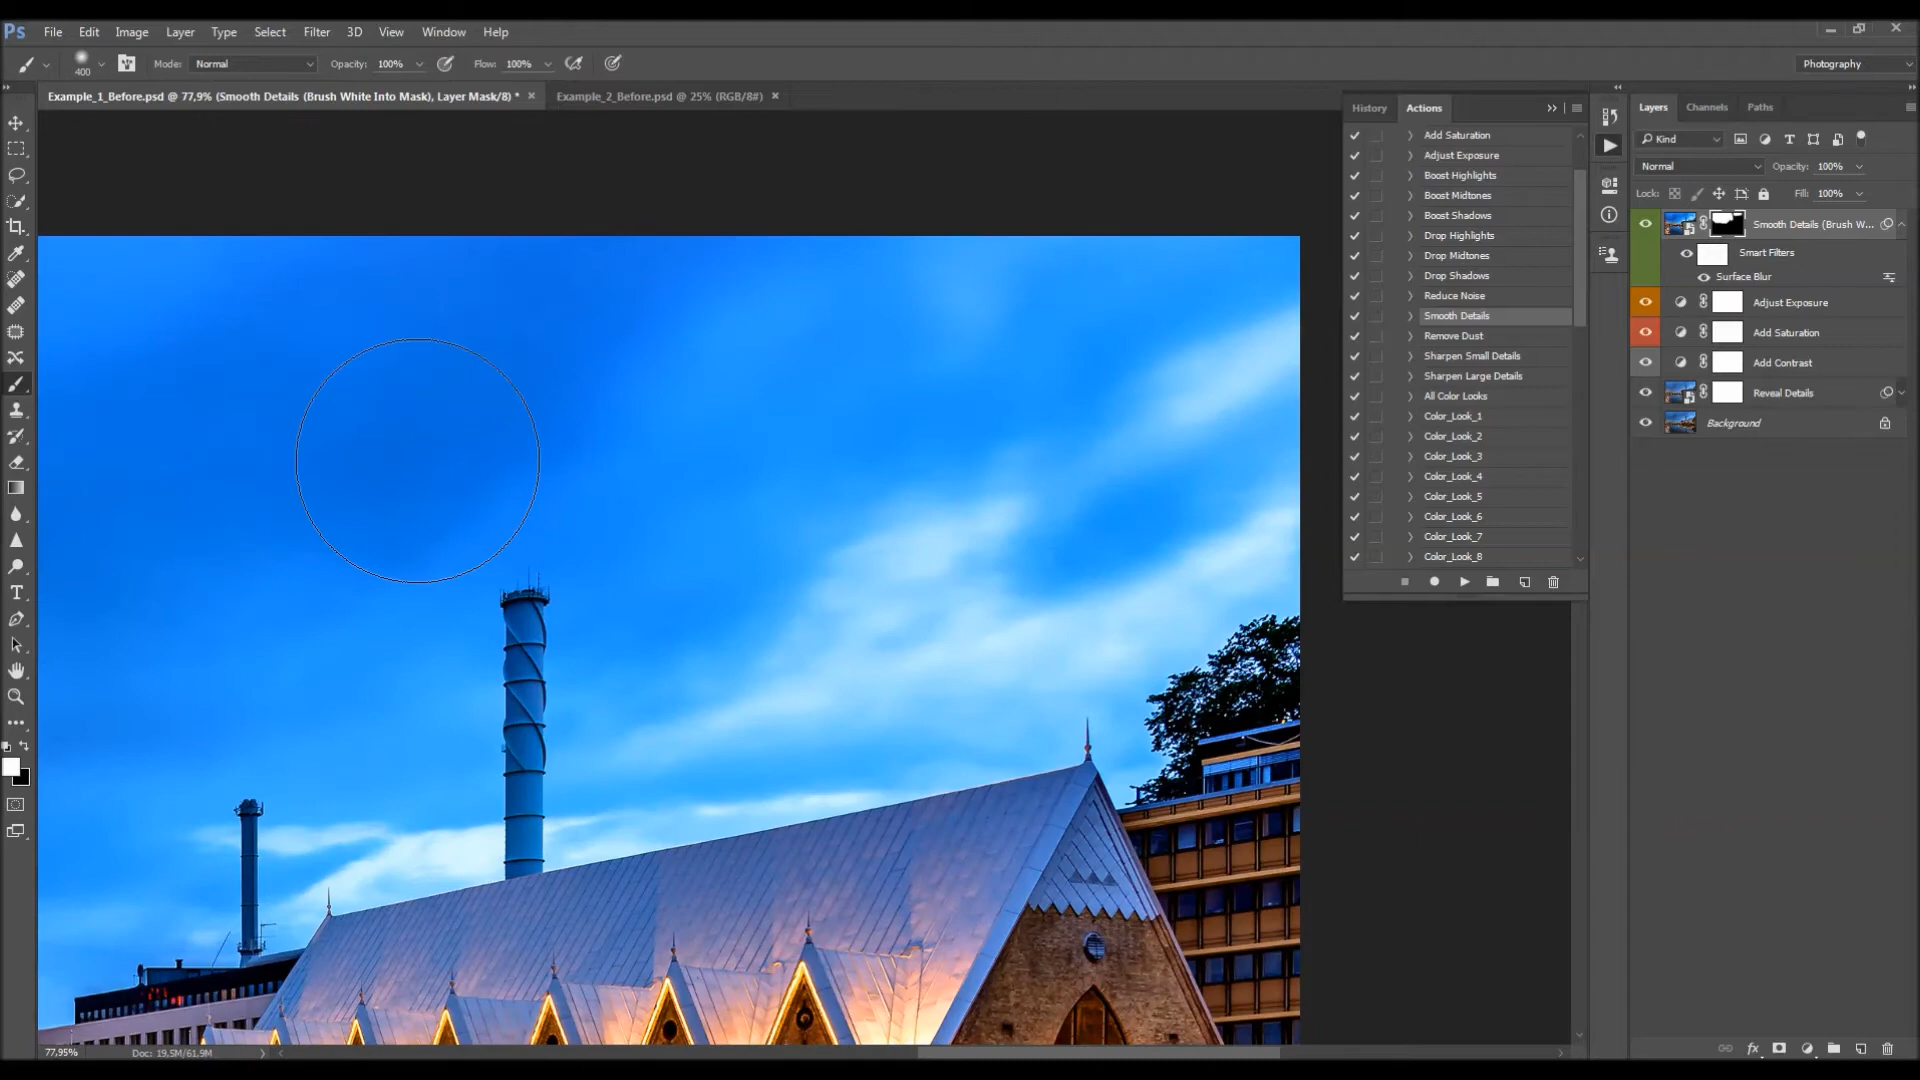 Ps File Edit Image Layer Type Select Filter 3D View Window Help
400 Mode: Normal Opacity: 100% Flow: 100% Photography
Example_1_Before.psd @ 77,9% (Smooth Details (Brush White Into Mask), Layer Mask/8) * × Example_2_Before.psd @ 25% (RGB/8#) ×
History Actions
Add Saturation
Adjust Exposure
Boost Highlights
Boost Midtones
Boost Shadows
Drop Highlights
Drop Midtones
Drop Shadows
Reduce Noise
Smooth Details
Remove Dust
Sharpen Small Details
Sharpen Large Details
All Color Looks
Color_Look_1
Color_Look_2
Color_Look_3
Color_Look_4
Color_Look_5
Color_Look_6
Color_Look_7
Color_Look_8
Layers Channels Paths
Kind
Normal Opacity: 100%
Lock: Fill: 100%
Smooth Details (Brush W...
Smart Filters
Surface Blur
Adjust Exposure
Add Saturation
Add Contrast
Reveal Details
Background
77,95% Doc: 19,5M/61,9M